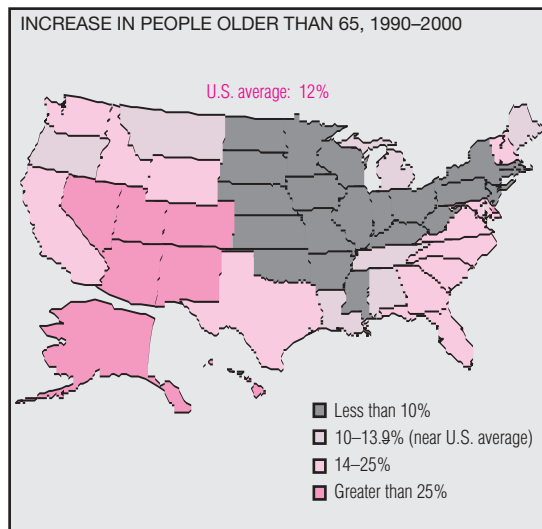 INCREASE IN PEOPLE OLDER THAN 65, 1990–2000
U.S. average: 12%
Less than 10%
10–13.9% (near U.S. average)
14–25%
Greater than 25%